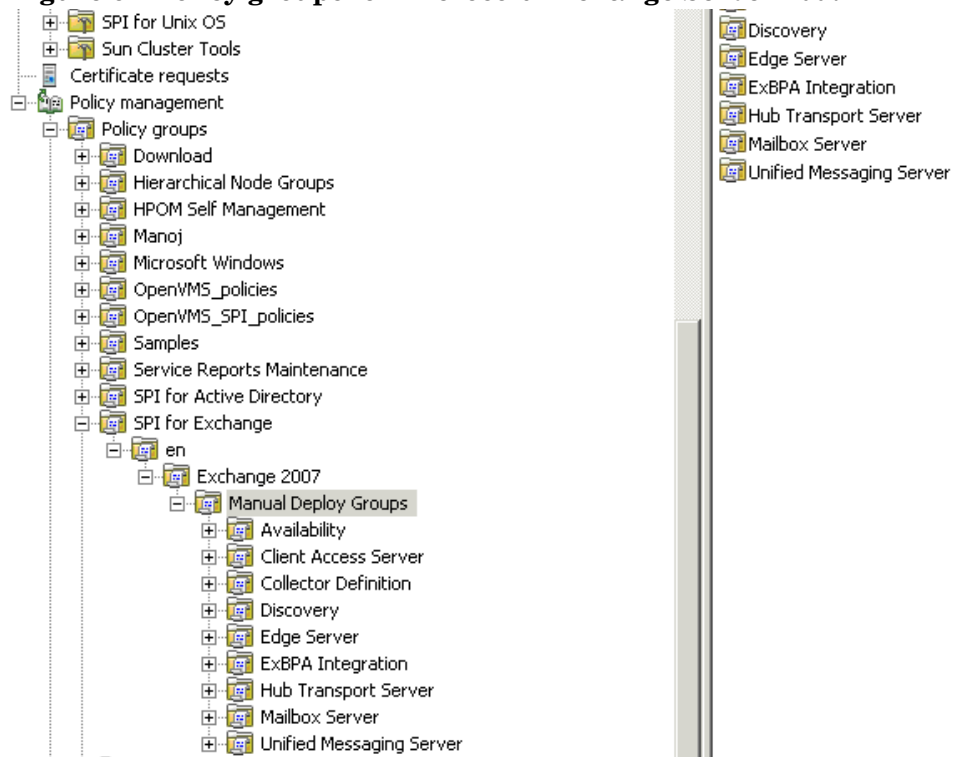 SPI for Unix OS
Sun Cluster Tools
Certificate requests
Policy management
Policy groups
Download
Hierarchical Node Groups
HPOM Self Management
Manoj
Microsoft Windows
OpenVMS_policies
OpenVMS_SPI_policies
Samples
Service Reports Maintenance
SPI for Active Directory
SPI for Exchange
en
Exchange 2007
Manual Deploy Groups
Availability
Client Access Server
Collector Definition
Discovery
Edge Server
ExBPA Integration
Hub Transport Server
Mailbox Server
Unified Messaging Server
Discovery
Edge Server
ExBPA Integration
Hub Transport Server
Mailbox Server
Unified Messaging Server